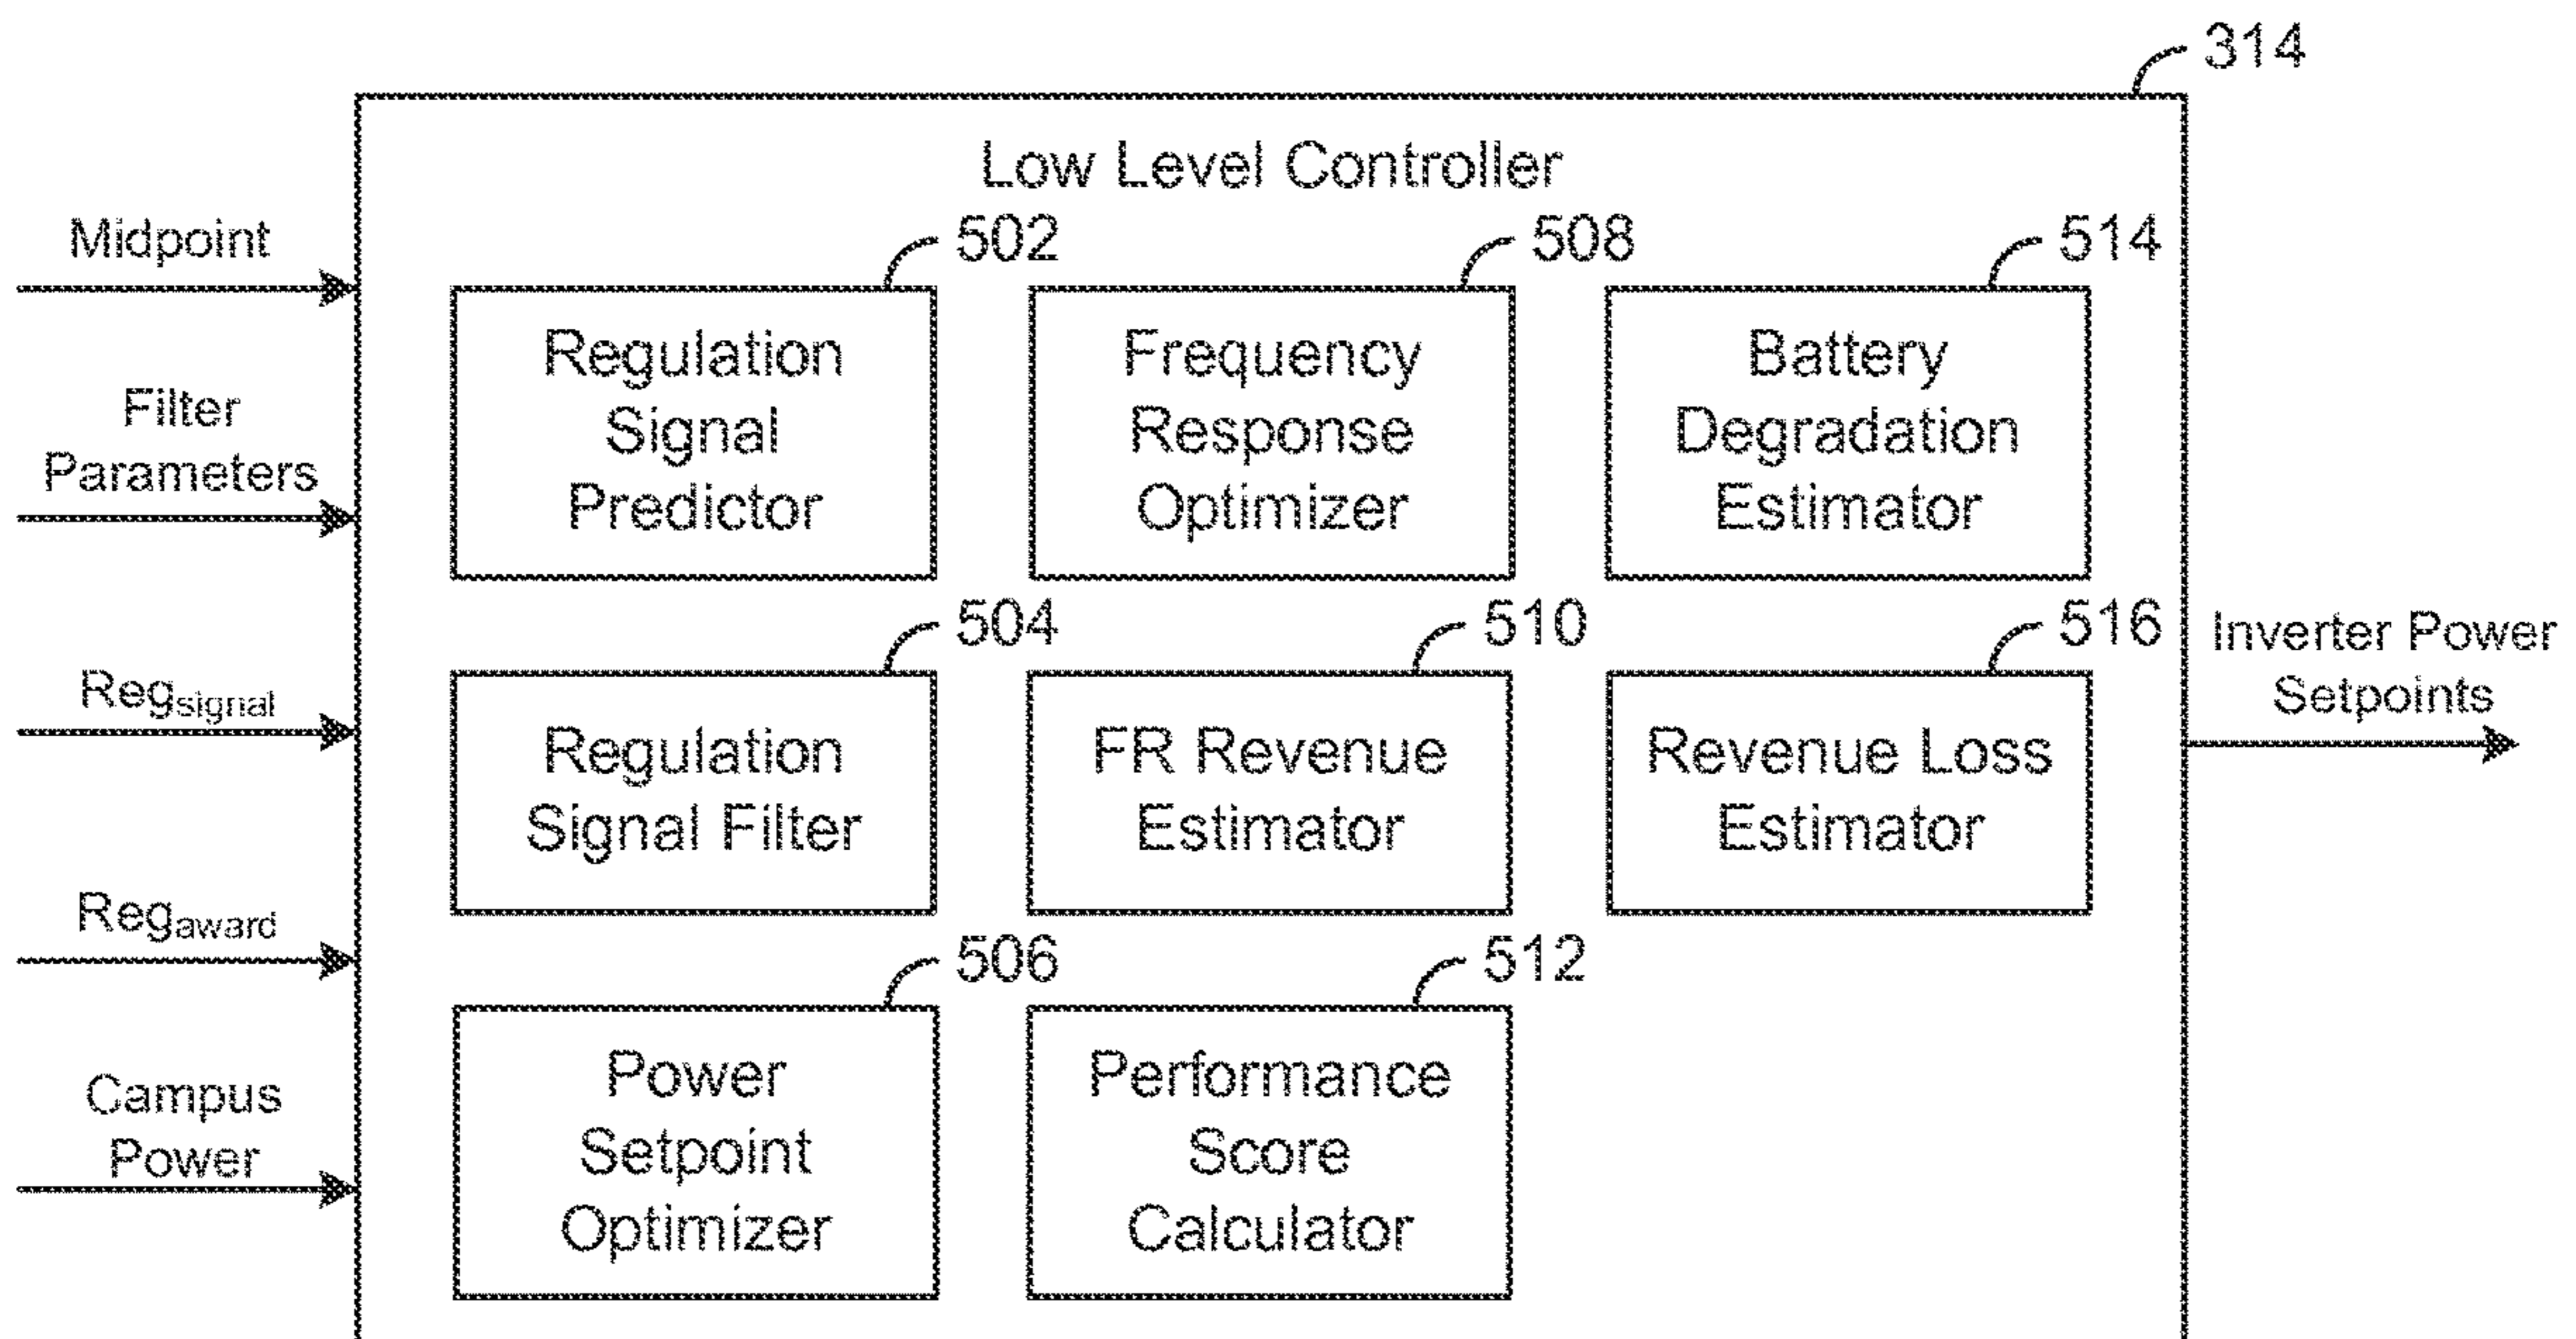 314
Low Level Controller
Midpoint
Filter
Parameters
Regsignal
Regaward
Campus
Power
502
Regulation
Signal
Predictor
508
Frequency
Response
Optimizer
514
Battery
Degradation
Estimator
504
Regulation
Signal Filter
510
FR Revenue
Estimator
516
Revenue Loss
Estimator
506
Power
Setpoint
Optimizer
512
Performance
Score
Calculator
Inverter Power
Setpoints